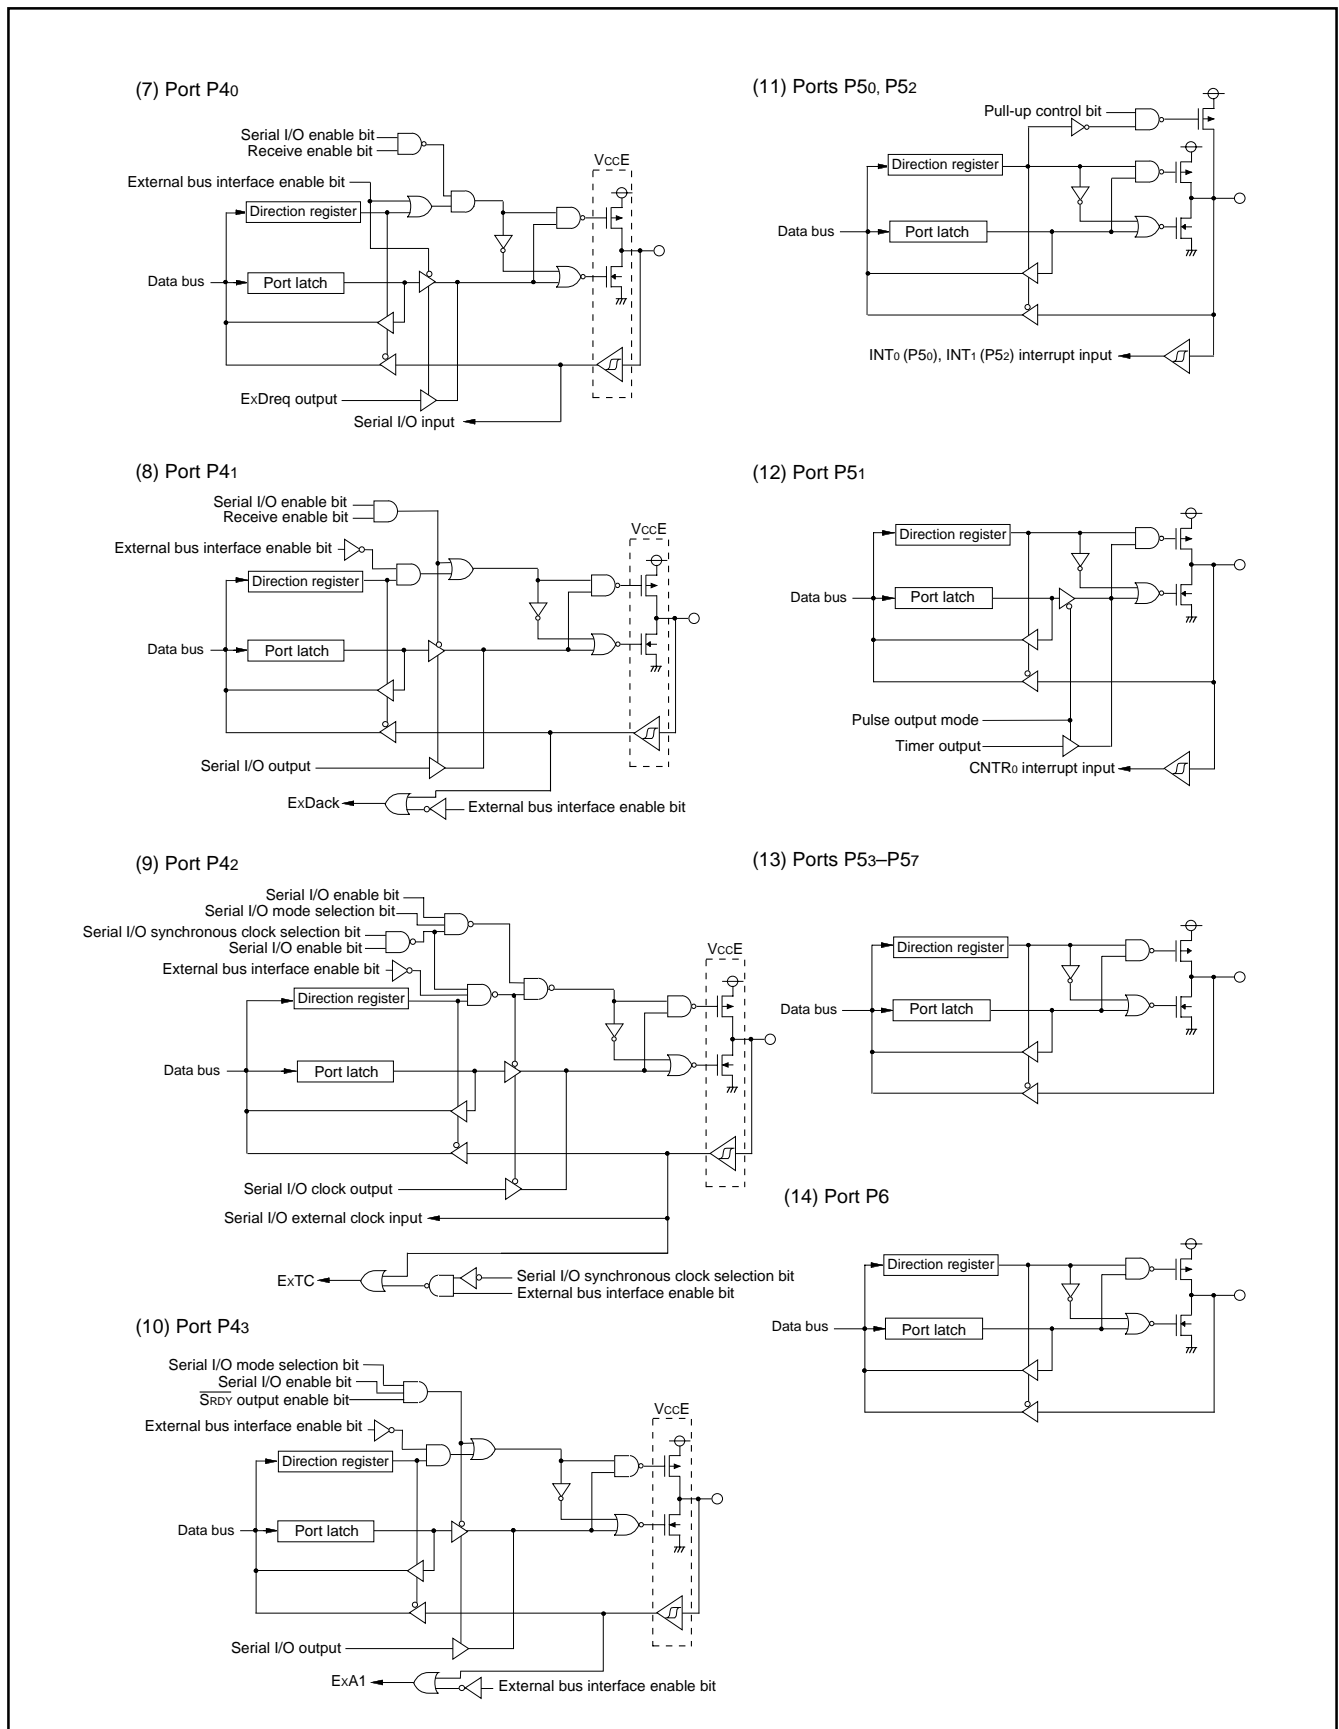 (7) Port P40
Serial I/O enable bit
Receive enable bit
VCCE
External bus interface enable bit
Direction register
Data bus
Port latch
ExDreq output
Serial I/O input
(8) Port P41
Serial I/O enable bit
Receive enable bit
VCCE
External bus interface enable bit
Direction register
Data bus
Port latch
Serial I/O output
ExDack
External bus interface enable bit
(9) Port P42
Serial I/O enable bit
Serial I/O mode selection bit
Serial I/O synchronous clock selection bit
Serial I/O enable bit
VCCE
External bus interface enable bit
Direction register
Data bus
Port latch
Serial I/O clock output
Serial I/O external clock input
ExTC
Serial I/O synchronous clock selection bit
External bus interface enable bit
(10) Port P43
Serial I/O mode selection bit
Serial I/O enable bit
SRDY output enable bit
VCCE
External bus interface enable bit
Direction register
Data bus
Port latch
Serial I/O output
ExA1
External bus interface enable bit
(11) Ports P50, P52
Pull-up control bit
Direction register
Data bus
Port latch
INT0 (P50), INT1 (P52) interrupt input
(12) Port P51
Direction register
Data bus
Port latch
Pulse output mode
Timer output
CNTR0 interrupt input
(13) Ports P53–P57
Direction register
Data bus
Port latch
(14) Port P6
Direction register
Data bus
Port latch